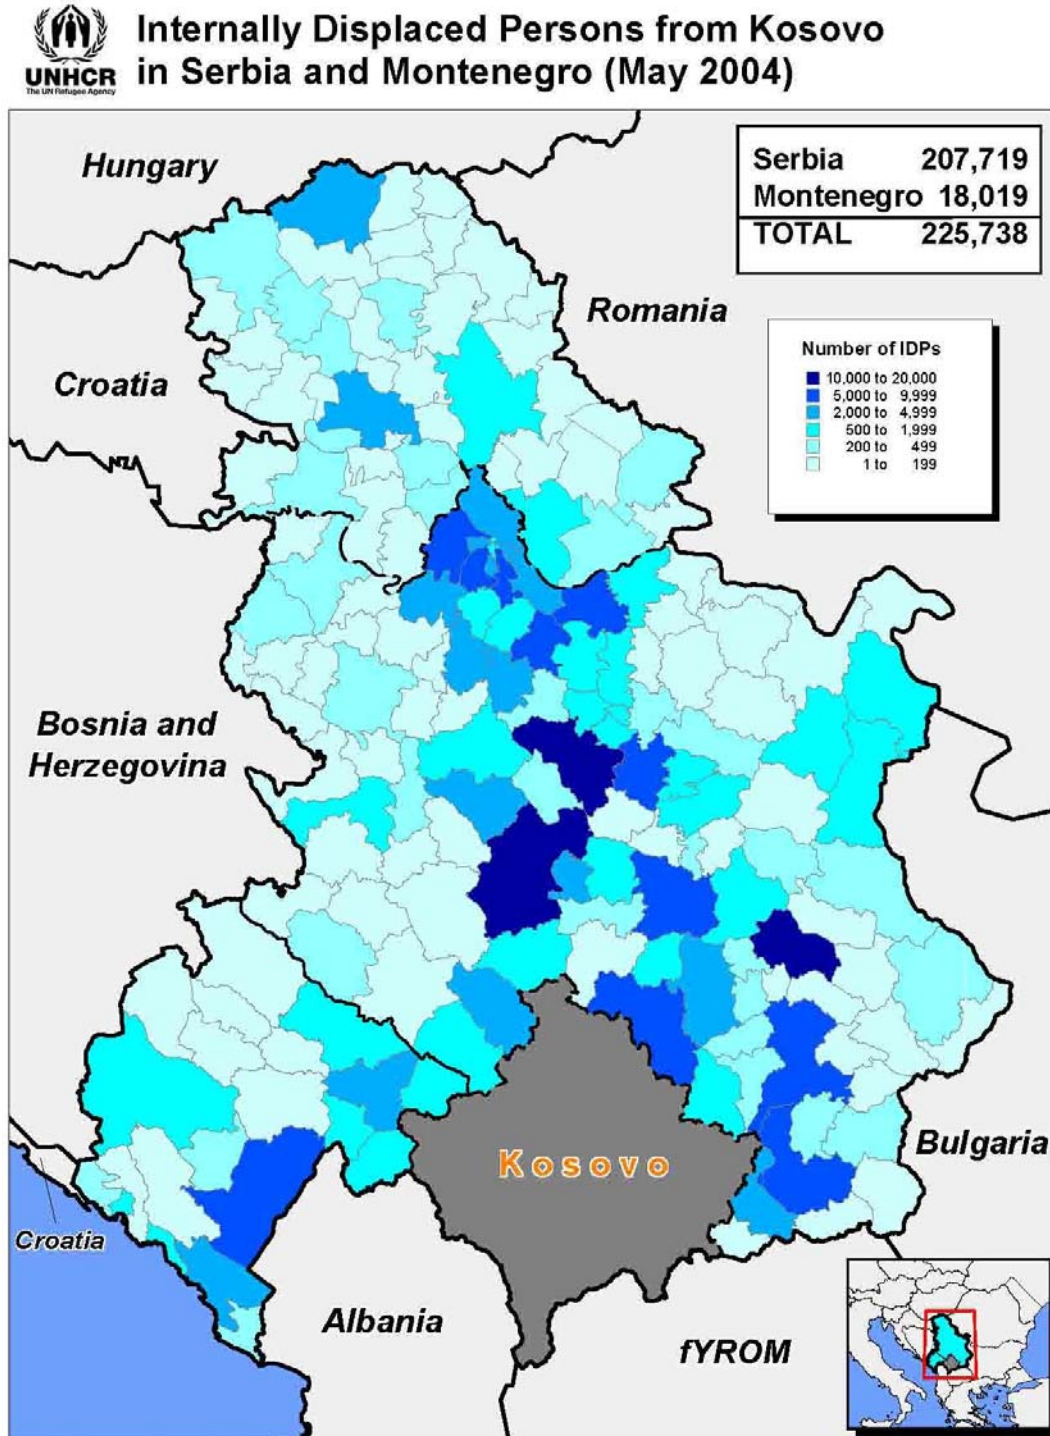 UNHCR
The UN Refugee Agency
Internally Displaced Persons from Kosovo
in Serbia and Montenegro (May 2004)
Hungary
Serbia 207,719
Montenegro 18,019
TOTAL 225,738
Romania
Number of IDPs
10,000 to 20,000
5,000 to 9,999
2,000 to 4,999
500 to 1,999
200 to 499
1 to 199
Croatia
Bosnia and
Herzegovina
Kosovo
Bulgaria
Croatia
Albania
fYROM